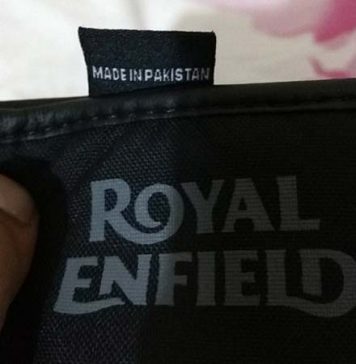 MADE IN PAKISTAN
ROYAL
ENFIELD